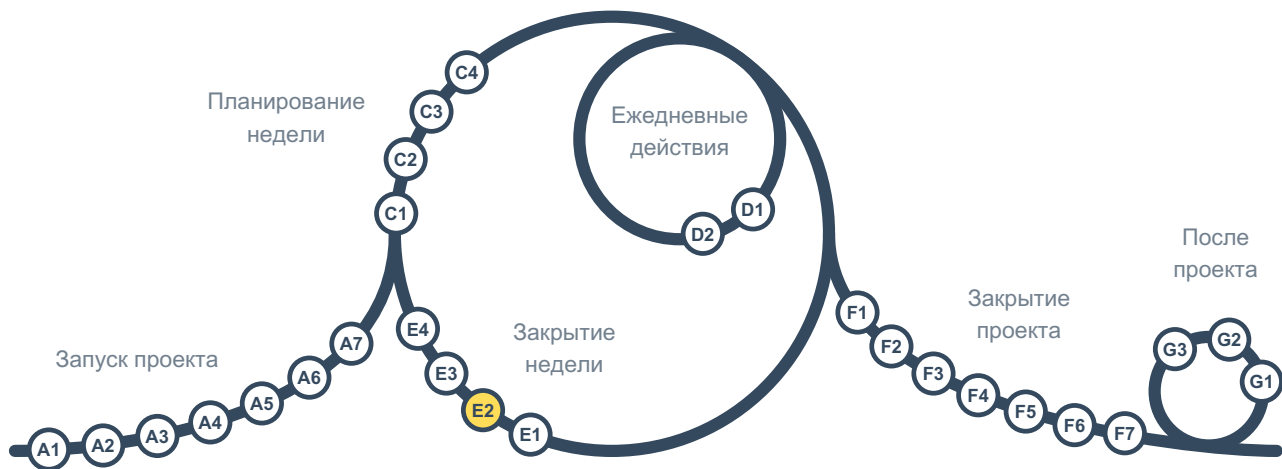 Запуск проекта
A1
A2
A3
A4
A5
A6
A7
Планирование
недели
C1
C2
C3
C4
Ежедневные
действия
D1
D2
Закрытие
недели
E1
E2
E3
E4
Закрытие
проекта
F1
F2
F3
F4
F5
F6
F7
После
проекта
G1
G2
G3